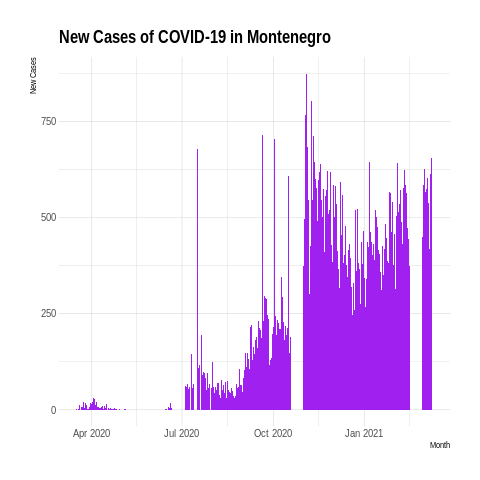 New Cases of COVID-19 in Montenegro
New Cases
750
500
250
0
Apr 2020 Jul 2020 Oct 2020 Jan 2021
Month